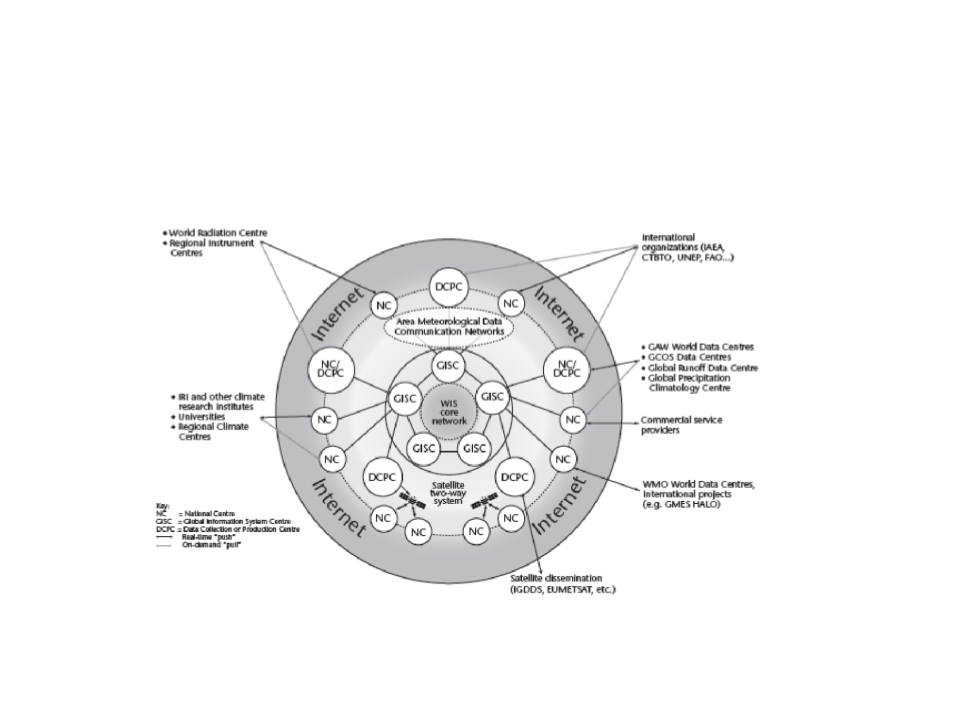 • World Radiation Centre
• Regional Instrument
Centres
International
organizations (IAEA,
CTBTO, UNEP, FAO...)
Internet
Internet
DCPC
NC
NC
Area Meteorological Data
Communication Networks
GISC
NC/
DCPC
NC/
DCPC
• GAW World Data Centres
• GCOS Data Centres
• Global Runoff Data Centre
• Global Precipitation
Climatology Centre
GISC
GISC
WIS
core
network
• IRI and other climate
research institutes
• Universities
• Regional Climate
Centres
NC
NC
Commercial service
providers
GISC
GISC
NC
NC
DCPC
DCPC
Satellite
two-way
system
WMO World Data Centres,
International projects
(e.g. GMES HALO)
Internet
Internet
NC
NC
NC
NC
Key:
NC = National Centre
GISC = Global Information System Centre
DCPC = Data Collection or Production Centre
Real-time "push"
On-demand "pull"
Satellite dissemination
(IGDDS, EUMETSAT, etc.)